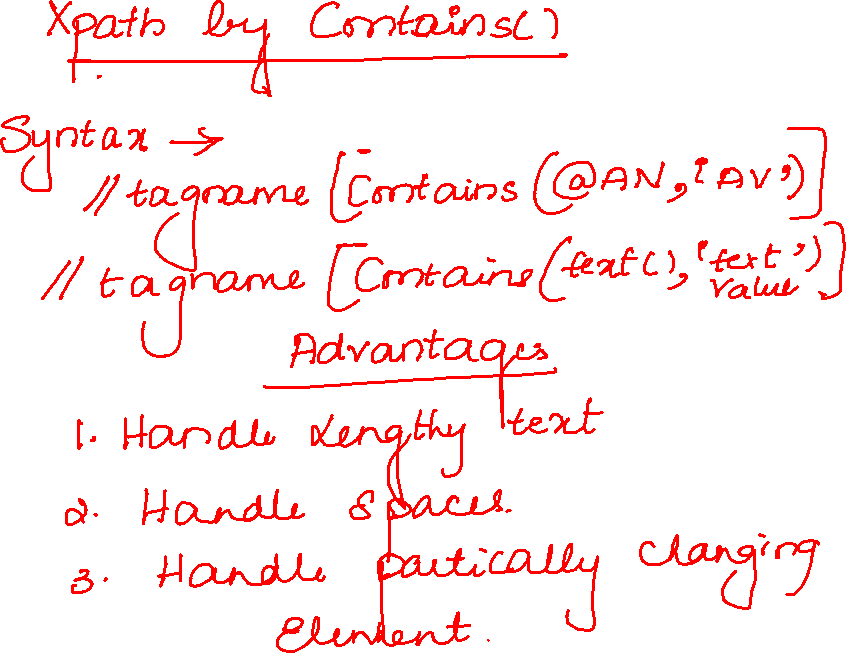 Xpath by Contains()
Syntax →
// tagname [Contains (@AN, 'AV')]
// tagname [Contains (text(), 'text value')]
Advantages
1. Handle Lengthy text
2. Handle Spaces.
3. Handle partically changing
Element.